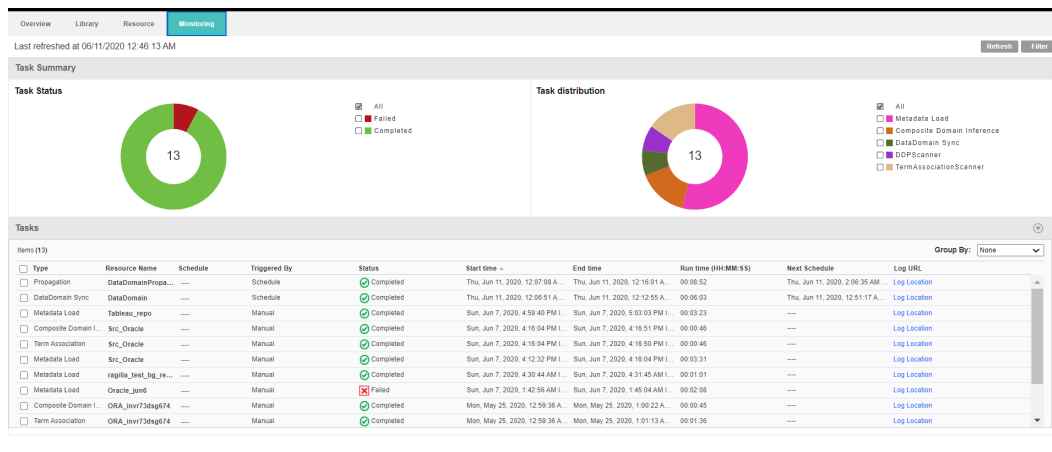 Overview Library Resource Monitoring
Last refreshed at 06/11/2020 12:46:13 AM Refresh Filter
Task Summary
Task Status
13
All
Failed
Completed
Task distribution
13
All
Metadata Load
Composite Domain Inference
DataDomain Sync
DDPScanner
TermAssociationScanner
Tasks
Items (13) Group By: None
Type Resource Name Schedule Triggered By Status Start time End time Run time (HH:MM:SS) Next Schedule Log URL
Propagation DataDomainPropa... ---- Schedule Completed Thu, Jun 11, 2020, 12:07:08 A... Thu, Jun 11, 2020, 12:16:01 A... 00:08:52 Thu, Jun 11, 2020, 2:06:35 AM ... Log Location
DataDomain Sync DataDomain ---- Schedule Completed Thu, Jun 11, 2020, 12:06:51 A... Thu, Jun 11, 2020, 12:12:55 A... 00:06:03 Thu, Jun 11, 2020, 12:51:17 A... Log Location
Metadata Load Tableau_repo ---- Manual Completed Sun, Jun 7, 2020, 4:59:40 PM I... Sun, Jun 7, 2020, 5:03:03 PM I... 00:03:23 ---- Log Location
Composite Domain I... Src_Oracle ---- Manual Completed Sun, Jun 7, 2020, 4:16:04 PM I... Sun, Jun 7, 2020, 4:16:51 PM I... 00:00:46 ---- Log Location
Term Association Src_Oracle ---- Manual Completed Sun, Jun 7, 2020, 4:16:04 PM I... Sun, Jun 7, 2020, 4:16:50 PM I... 00:00:46 ---- Log Location
Metadata Load Src_Oracle ---- Manual Completed Sun, Jun 7, 2020, 4:12:32 PM I... Sun, Jun 7, 2020, 4:16:04 PM I... 00:03:31 ---- Log Location
Metadata Load ragilla_test_bg_re... ---- Manual Completed Sun, Jun 7, 2020, 4:30:44 AM I... Sun, Jun 7, 2020, 4:31:45 AM I... 00:01:01 ---- Log Location
Metadata Load Oracle_jun6 ---- Manual Failed Sun, Jun 7, 2020, 1:42:56 AM I... Sun, Jun 7, 2020, 1:45:04 AM I... 00:02:08 ---- Log Location
Composite Domain I... ORA_invr73dsg674 ---- Manual Completed Mon, May 25, 2020, 12:59:36 A... Mon, May 25, 2020, 1:00:22 A... 00:00:45 ---- Log Location
Term Association ORA_invr73dsg674 ---- Manual Completed Mon, May 25, 2020, 12:59:36 A... Mon, May 25, 2020, 1:01:13 A... 00:01:36 ---- Log Location